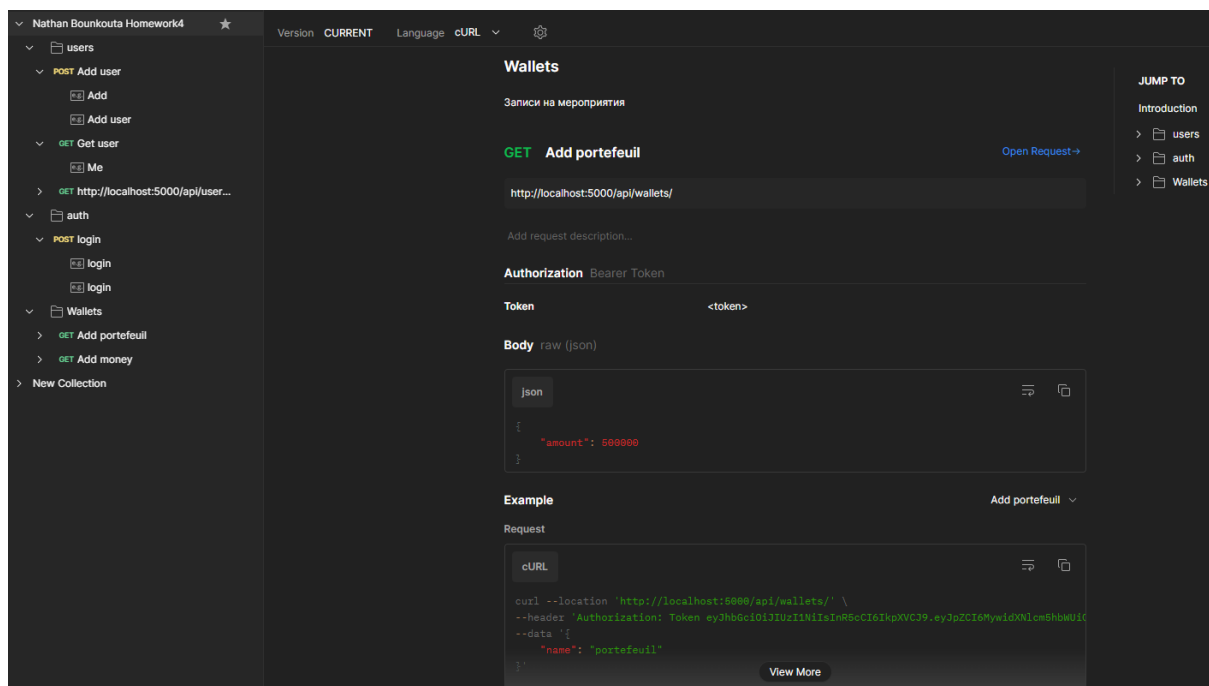 Nathan Bounkouta Homework4
users
POST Add user
e.g. Add
e.g. Add user
GET Get user
e.g. Me
GET http://localhost:5000/api/user...
auth
POST login
e.g. login
e.g. login
Wallets
GET Add portefeuil
GET Add money
New Collection
Version CURRENT Language cURL
Wallets
Записи на мероприятия
GET Add portefeuil Open Request→
http://localhost:5000/api/wallets/
Add request description...
Authorization Bearer Token
Token <token>
Body raw (json)
json
{
"amount": 500000
}
Example Add portefeuil
Request
cURL
curl --location 'http://localhost:5000/api/wallets/' \
--header 'Authorization: Token
--data '{
"name": "portefeuil"
}'
View More
JUMP TO
Introduction
users
auth
Wallets